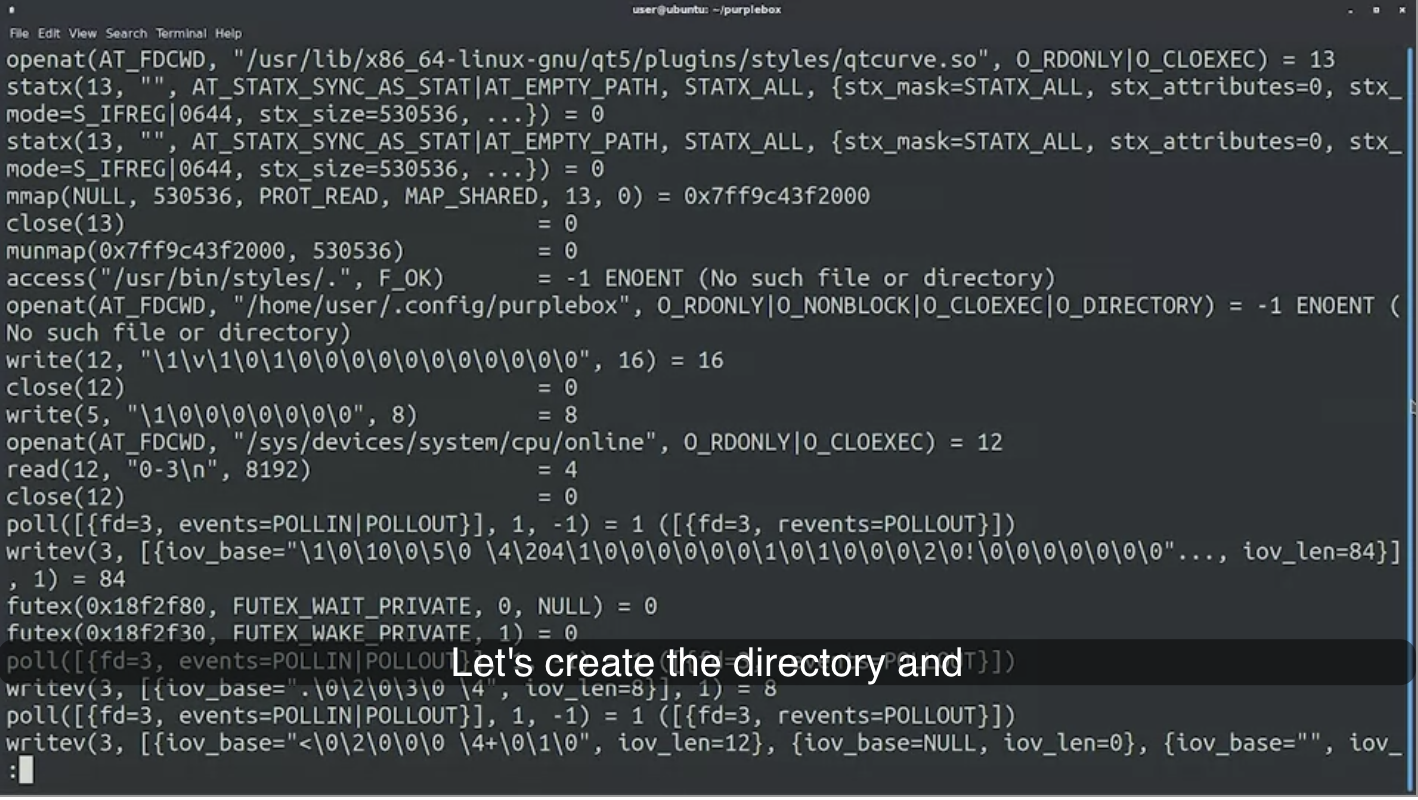 user@ubuntu: ~/purplebox
File Edit View Search Terminal Help
openat(AT_FDCWD, "/usr/lib/x86_64-linux-gnu/qt5/plugins/styles/qtcurve.so", O_RDONLY|O_CLOEXEC) = 13
statx(13, "", AT_STATX_SYNC_AS_STAT|AT_EMPTY_PATH, STATX_ALL, {stx_mask=STATX_ALL, stx_attributes=0, stx_
mode=S_IFREG|0644, stx_size=530536, ...}) = 0
statx(13, "", AT_STATX_SYNC_AS_STAT|AT_EMPTY_PATH, STATX_ALL, {stx_mask=STATX_ALL, stx_attributes=0, stx_
mode=S_IFREG|0644, stx_size=530536, ...}) = 0
mmap(NULL, 530536, PROT_READ, MAP_SHARED, 13, 0) = 0x7ff9c43f2000
close(13) = 0
munmap(0x7ff9c43f2000, 530536) = 0
access("/usr/bin/styles/.", F_OK) = -1 ENOENT (No such file or directory)
openat(AT_FDCWD, "/home/user/.config/purplebox", O_RDONLY|O_NONBLOCK|O_CLOEXEC|O_DIRECTORY) = -1 ENOENT (
No such file or directory)
write(12, "\1\v\1\0\1\0\0\0\0\0\0\0\0\0\0\0", 16) = 16
close(12) = 0
write(5, "\1\0\0\0\0\0\0\0", 8) = 8
openat(AT_FDCWD, "/sys/devices/system/cpu/online", O_RDONLY|O_CLOEXEC) = 12
read(12, "0-3\n", 8192) = 4
close(12) = 0
poll([{fd=3, events=POLLIN|POLLOUT}], 1, -1) = 1 ([{fd=3, revents=POLLOUT}])
writev(3, [{iov_base="\1\0\10\0\5\0 \4\204\1\0\0\0\0\0\0\1\0\1\0\0\0\2\0!\0\0\0\0\0\0\0"..., iov_len=84}]
, 1) = 84
futex(0x18f2f80, FUTEX_WAIT_PRIVATE, 0, NULL) = 0
futex(0x18f2f30, FUTEX_WAKE_PRIVATE, 1) = 0
poll([{fd=3, events=POLLIN|POLLOUT}], 1, -1) = 1 ([{fd=3, revents=POLLOUT}])
Let's create the directory and
writev(3, [{iov_base=".\0\2\0\3\0 \4", iov_len=8}], 1) = 8
poll([{fd=3, events=POLLIN|POLLOUT}], 1, -1) = 1 ([{fd=3, revents=POLLOUT}])
writev(3, [{iov_base="<\0\2\0\0\0 \4+\0\1\0", iov_len=12}, {iov_base=NULL, iov_len=0}, {iov_base="", iov_
: